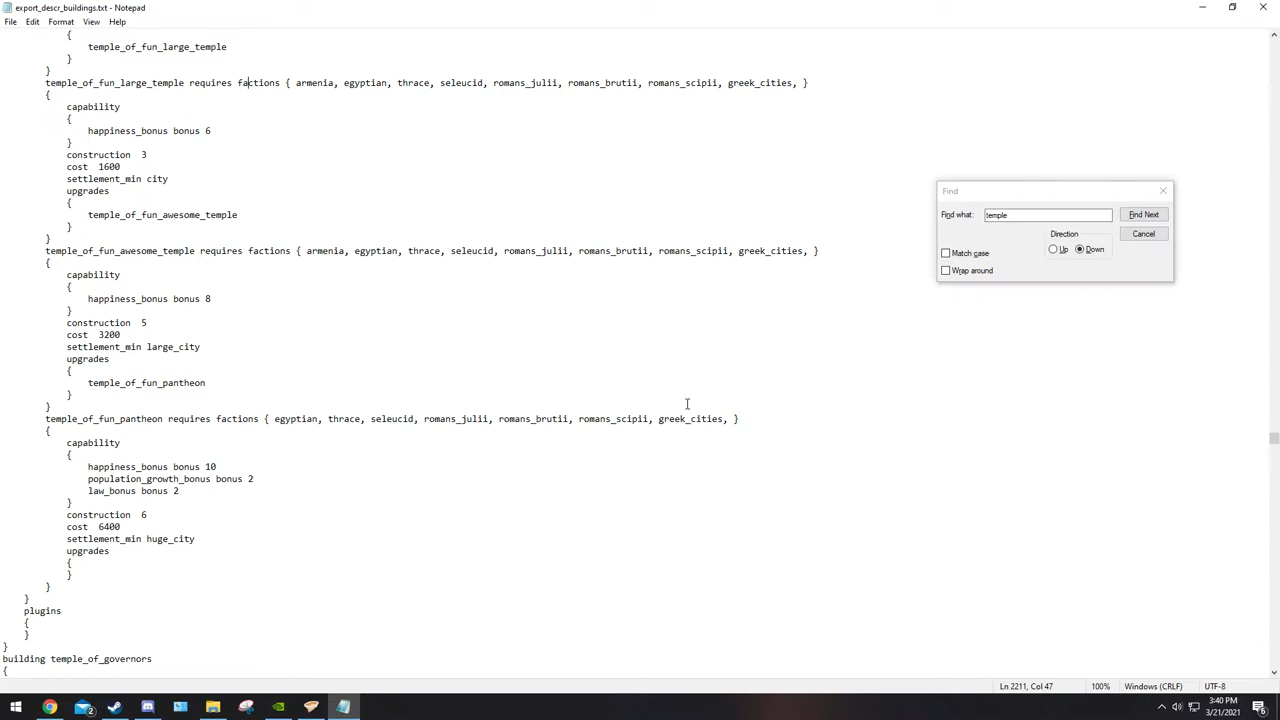 export_descr_buildings.txt - Notepad
File Edit Format View Help
{
temple_of_fun_large_temple
}
}
temple_of_fun_large_temple requires factions { armenia, egyptian, thrace, seleucid, romans_julii, romans_brutii, romans_scipii, greek_cities, }
{
capability
{
happiness_bonus bonus 6
}
construction 3
cost 1600
settlement_min city
upgrades
{
temple_of_fun_awesome_temple
}
}
temple_of_fun_awesome_temple requires factions { armenia, egyptian, thrace, seleucid, romans_julii, romans_brutii, romans_scipii, greek_cities, }
{
capability
{
happiness_bonus bonus 8
}
construction 5
cost 3200
settlement_min large_city
upgrades
{
temple_of_fun_pantheon
}
}
temple_of_fun_pantheon requires factions { egyptian, thrace, seleucid, romans_julii, romans_brutii, romans_scipii, greek_cities, }
{
capability
{
happiness_bonus bonus 10
population_growth_bonus bonus 2
law_bonus bonus 2
}
construction 6
cost 6400
settlement_min huge_city
upgrades
{
}
}
}
plugins
{
}
}
building temple_of_governors
{
Find
Find what: temple Find Next
Direction Cancel
Up Down
Match case
Wrap around
Ln 2211, Col 47 100% Windows (CRLF) UTF-8
2 3:40 PM
3/21/2021 6